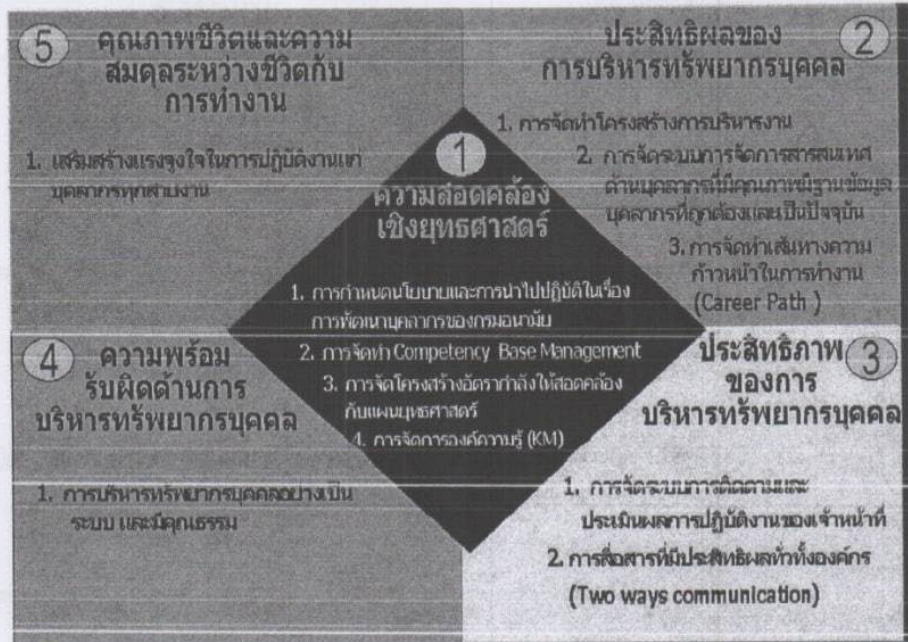 5
คุณภาพชีวิตและความ
สมดุลระหว่างชีวิตกับ
การทำงาน
1. เสริมสร้างแรงจูงใจในการปฏิบัติงานแก่
บุคลากรทุกสายงาน
2
ประสิทธิผลของ
การบริหารทรัพยากรบุคคล
1. การจัดทำโครงสร้างการบริหารงาน
2. การจัดระบบการจัดการสารสนเทศ
ด้านบุคลากรที่มีคุณภาพมีฐานข้อมูล
บุคลากรที่ถูกต้องและเป็นปัจจุบัน
3. การจัดทำเส้นทางความ
ก้าวหน้าในการทำงาน
(Career Path )
1
ความสอดคล้อง
เชิงยุทธศาสตร์
1. การกำหนดนโยบายและการนำไปปฏิบัติในเรื่อง
การพัฒนาบุคลากรของกรมอนามัย
2. การจัดทำ Competency Base Management
3. การจัดโครงสร้างอัตรากำลังให้สอดคล้อง
กับแผนยุทธศาสตร์
4. การจัดการองค์ความรู้ (KM)
4
ความพร้อม
รับผิดด้านการ
บริหารทรัพยากรบุคคล
1. การบริหารทรัพยากรบุคคลอย่างเป็น
ระบบ และมีคุณธรรม
3
ประสิทธิภาพ
ของการ
บริหารทรัพยากรบุคคล
1. การจัดระบบการติดตามและ
ประเมินผลการปฏิบัติงานของเจ้าหน้าที่
2. การสื่อสารที่มีประสิทธิผลทั่วทั้งองค์กร
(Two ways communication)